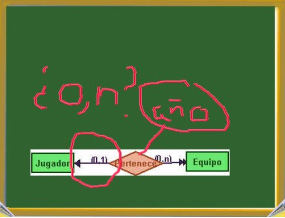 ¿0,n? año
(0,1) (0,n)
Jugador Pertenece Equipo